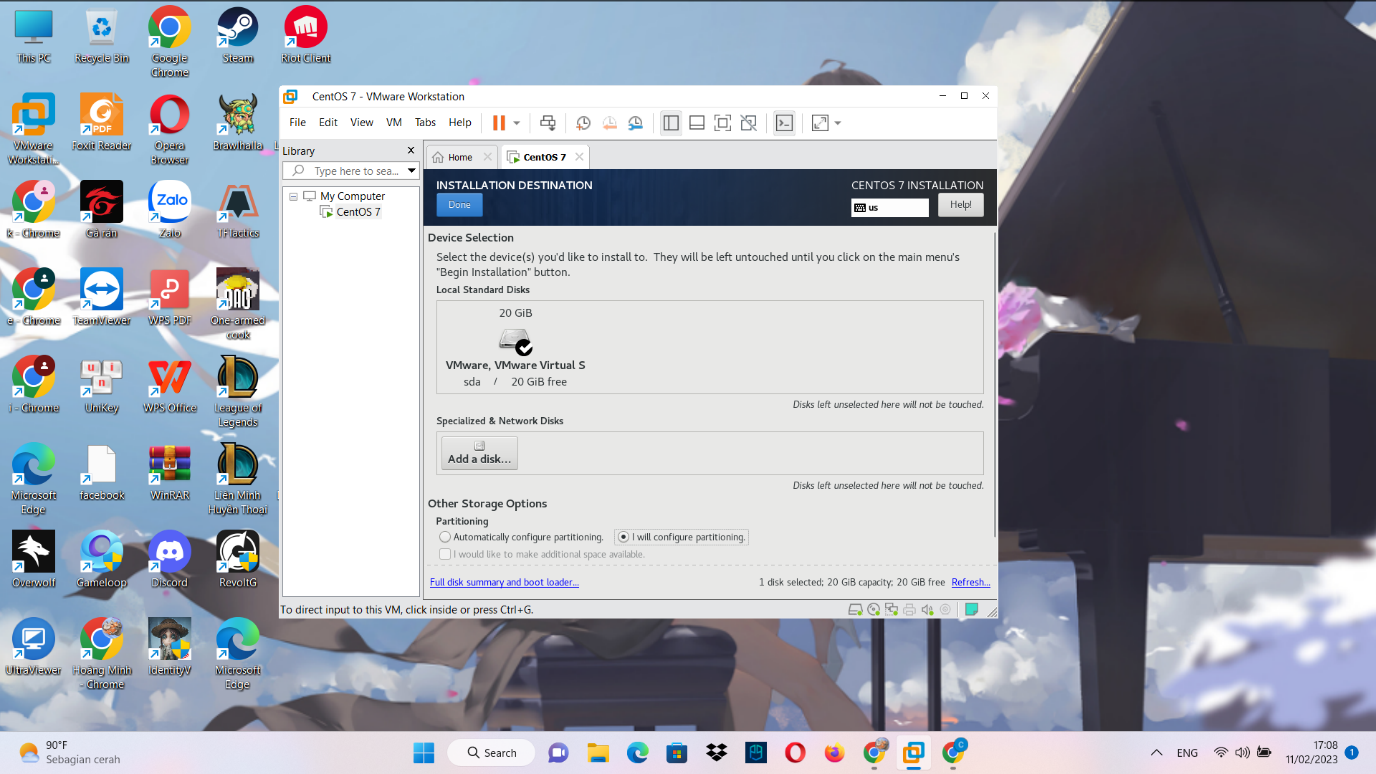 This PC
Recycle Bin
Google
Chrome
Steam
Riot Client
VMware
Workstat...
Foxit Reader
Opera
Browser
Brawlhalla
k - Chrome
Gà rán
Zalo
TFTactics
e - Chrome
TeamViewer
WPS PDF
One-armed
cook
i - Chrome
UniKey
WPS Office
League of
Legends
Microsoft
Edge
facebook
WinRAR
Liên Minh
Huyền Thoại
Overwolf
Gameloop
Discord
RevoltG
UltraViewer
Hoàng Minh
- Chrome
IdentityV
Microsoft
Edge
CentOS 7 - VMware Workstation
File Edit View VM Tabs Help
Library
Type here to sea...
My Computer
CentOS 7
Home
CentOS 7
INSTALLATION DESTINATION
CENTOS 7 INSTALLATION
Done
us
Help!
Device Selection
Select the device(s) you'd like to install to. They will be left untouched until you click on the main menu's
"Begin Installation" button.
Local Standard Disks
20 GiB
VMware, VMware Virtual S
sda / 20 GiB free
Disks left unselected here will not be touched.
Specialized & Network Disks
Add a disk...
Disks left unselected here will not be touched.
Other Storage Options
Partitioning
Automatically configure partitioning. I will configure partitioning.
I would like to make additional space available.
Full disk summary and boot loader...
1 disk selected; 20 GiB capacity; 20 GiB free Refresh...
To direct input to this VM, click inside or press Ctrl+G.
90°F
Sebagian cerah
Search
ENG
17:08
11/02/2023
1